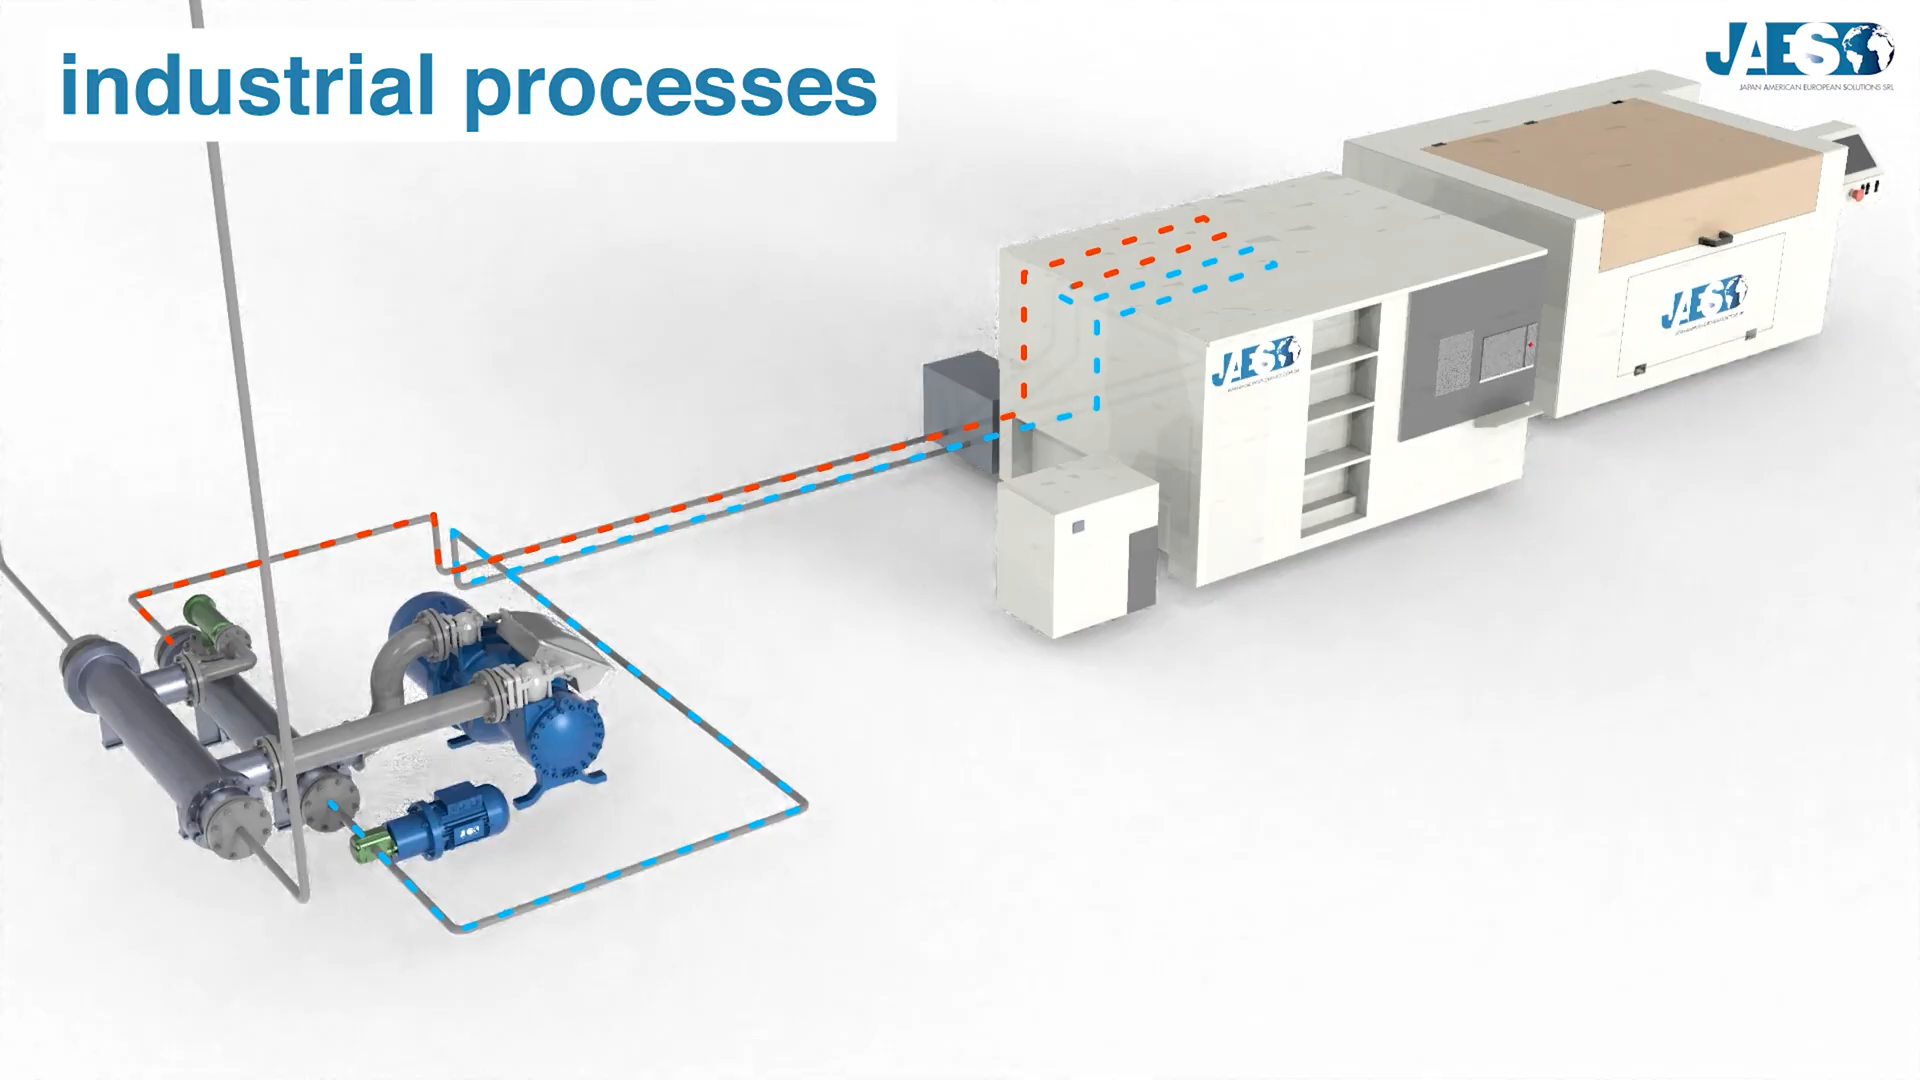 industrial processes
JAES
JAPAN AMERICAN EUROPEAN SOLUTIONS SRL
JAES
JAES